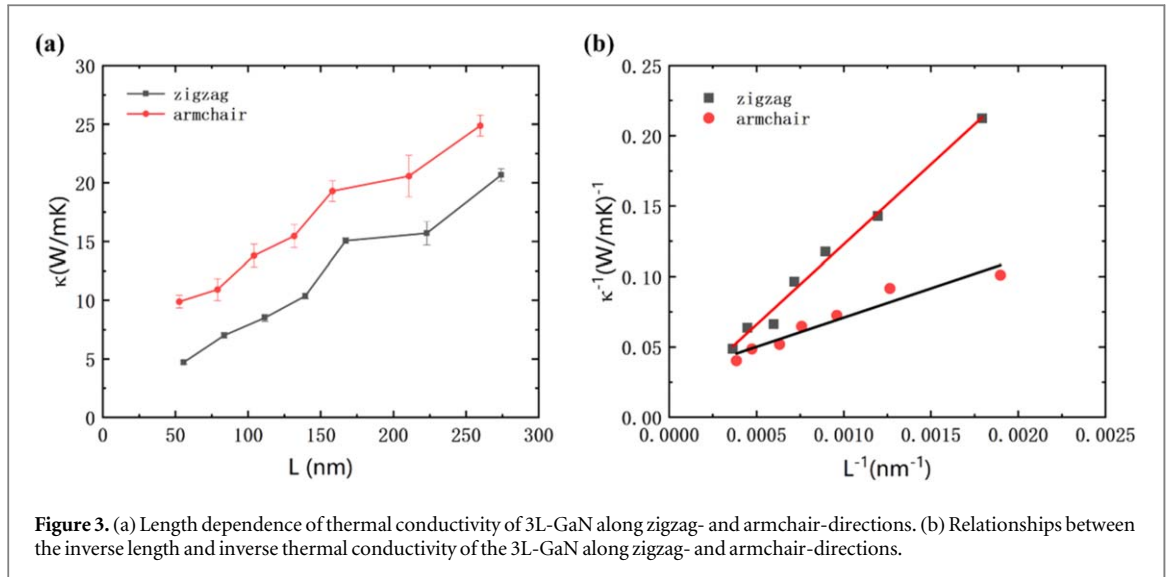 (a)
30
25
20
15
10
5
0
κ(W/mK)
zigzag
armchair
0 50 100 150 200 250 300
L (nm)
(b)
0.25
0.20
0.15
0.10
0.05
0.00
κ⁻¹(W/mK)⁻¹
zigzag
armchair
0.0000 0.0005 0.0010 0.0015 0.0020 0.0025
L⁻¹(nm⁻¹)
Figure 3. (a) Length dependence of thermal conductivity of 3L-GaN along zigzag- and armchair-directions. (b) Relationships between
the inverse length and inverse thermal conductivity of the 3L-GaN along zigzag- and armchair-directions.